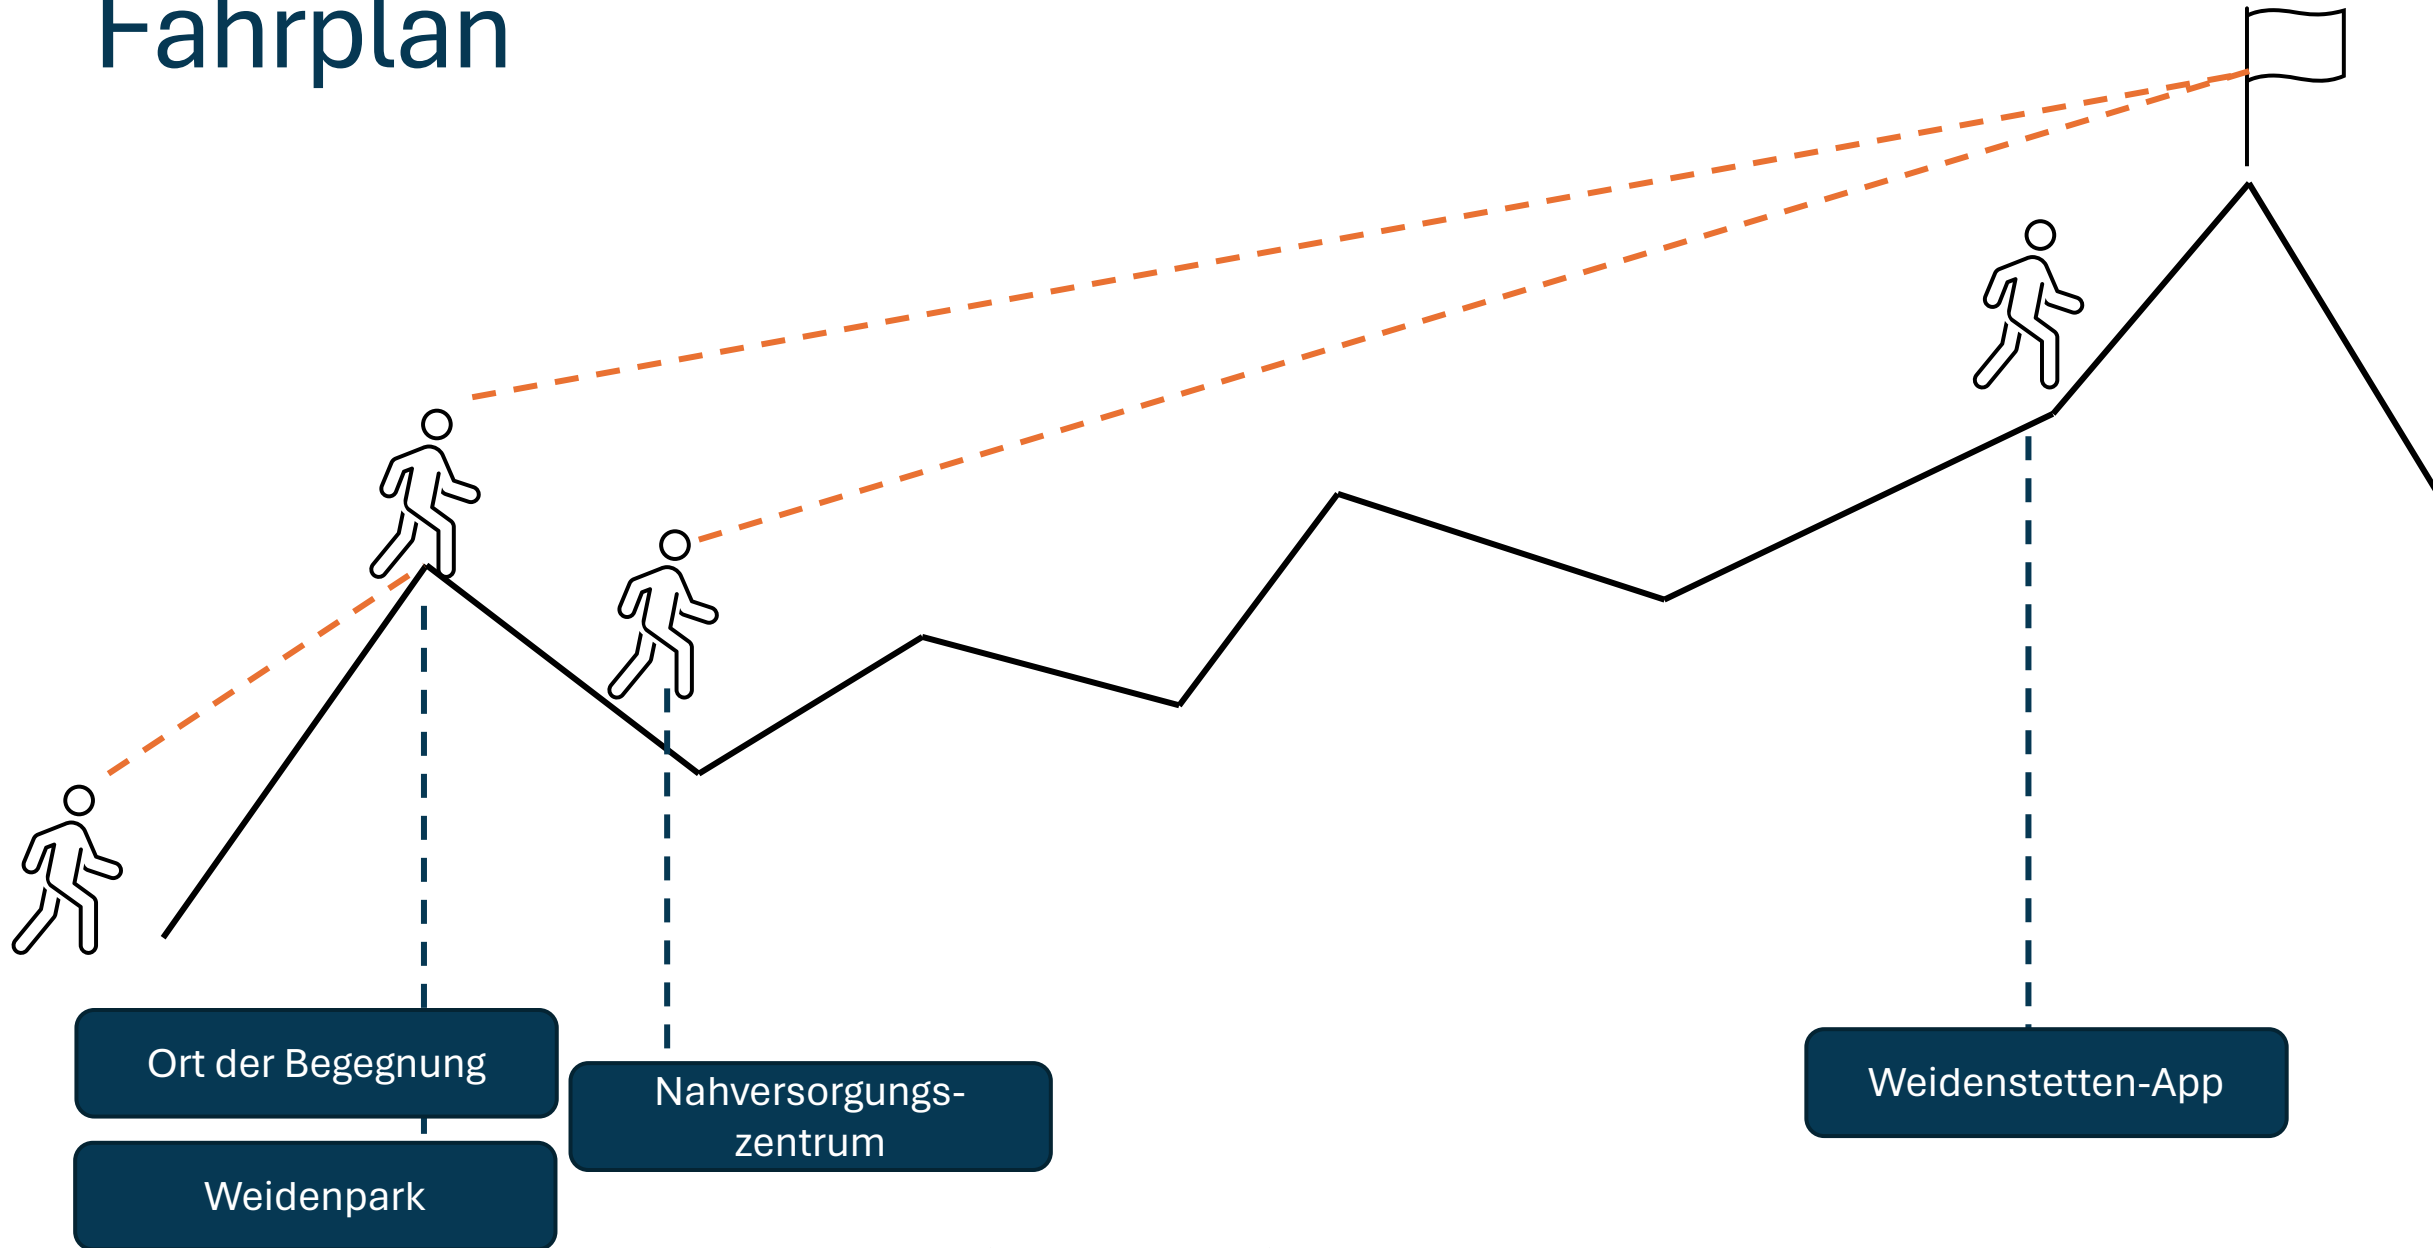 Fahrplan
Ort der Begegnung
Weidenpark
Nahversorgungs-
zentrum
Weidenstetten-App